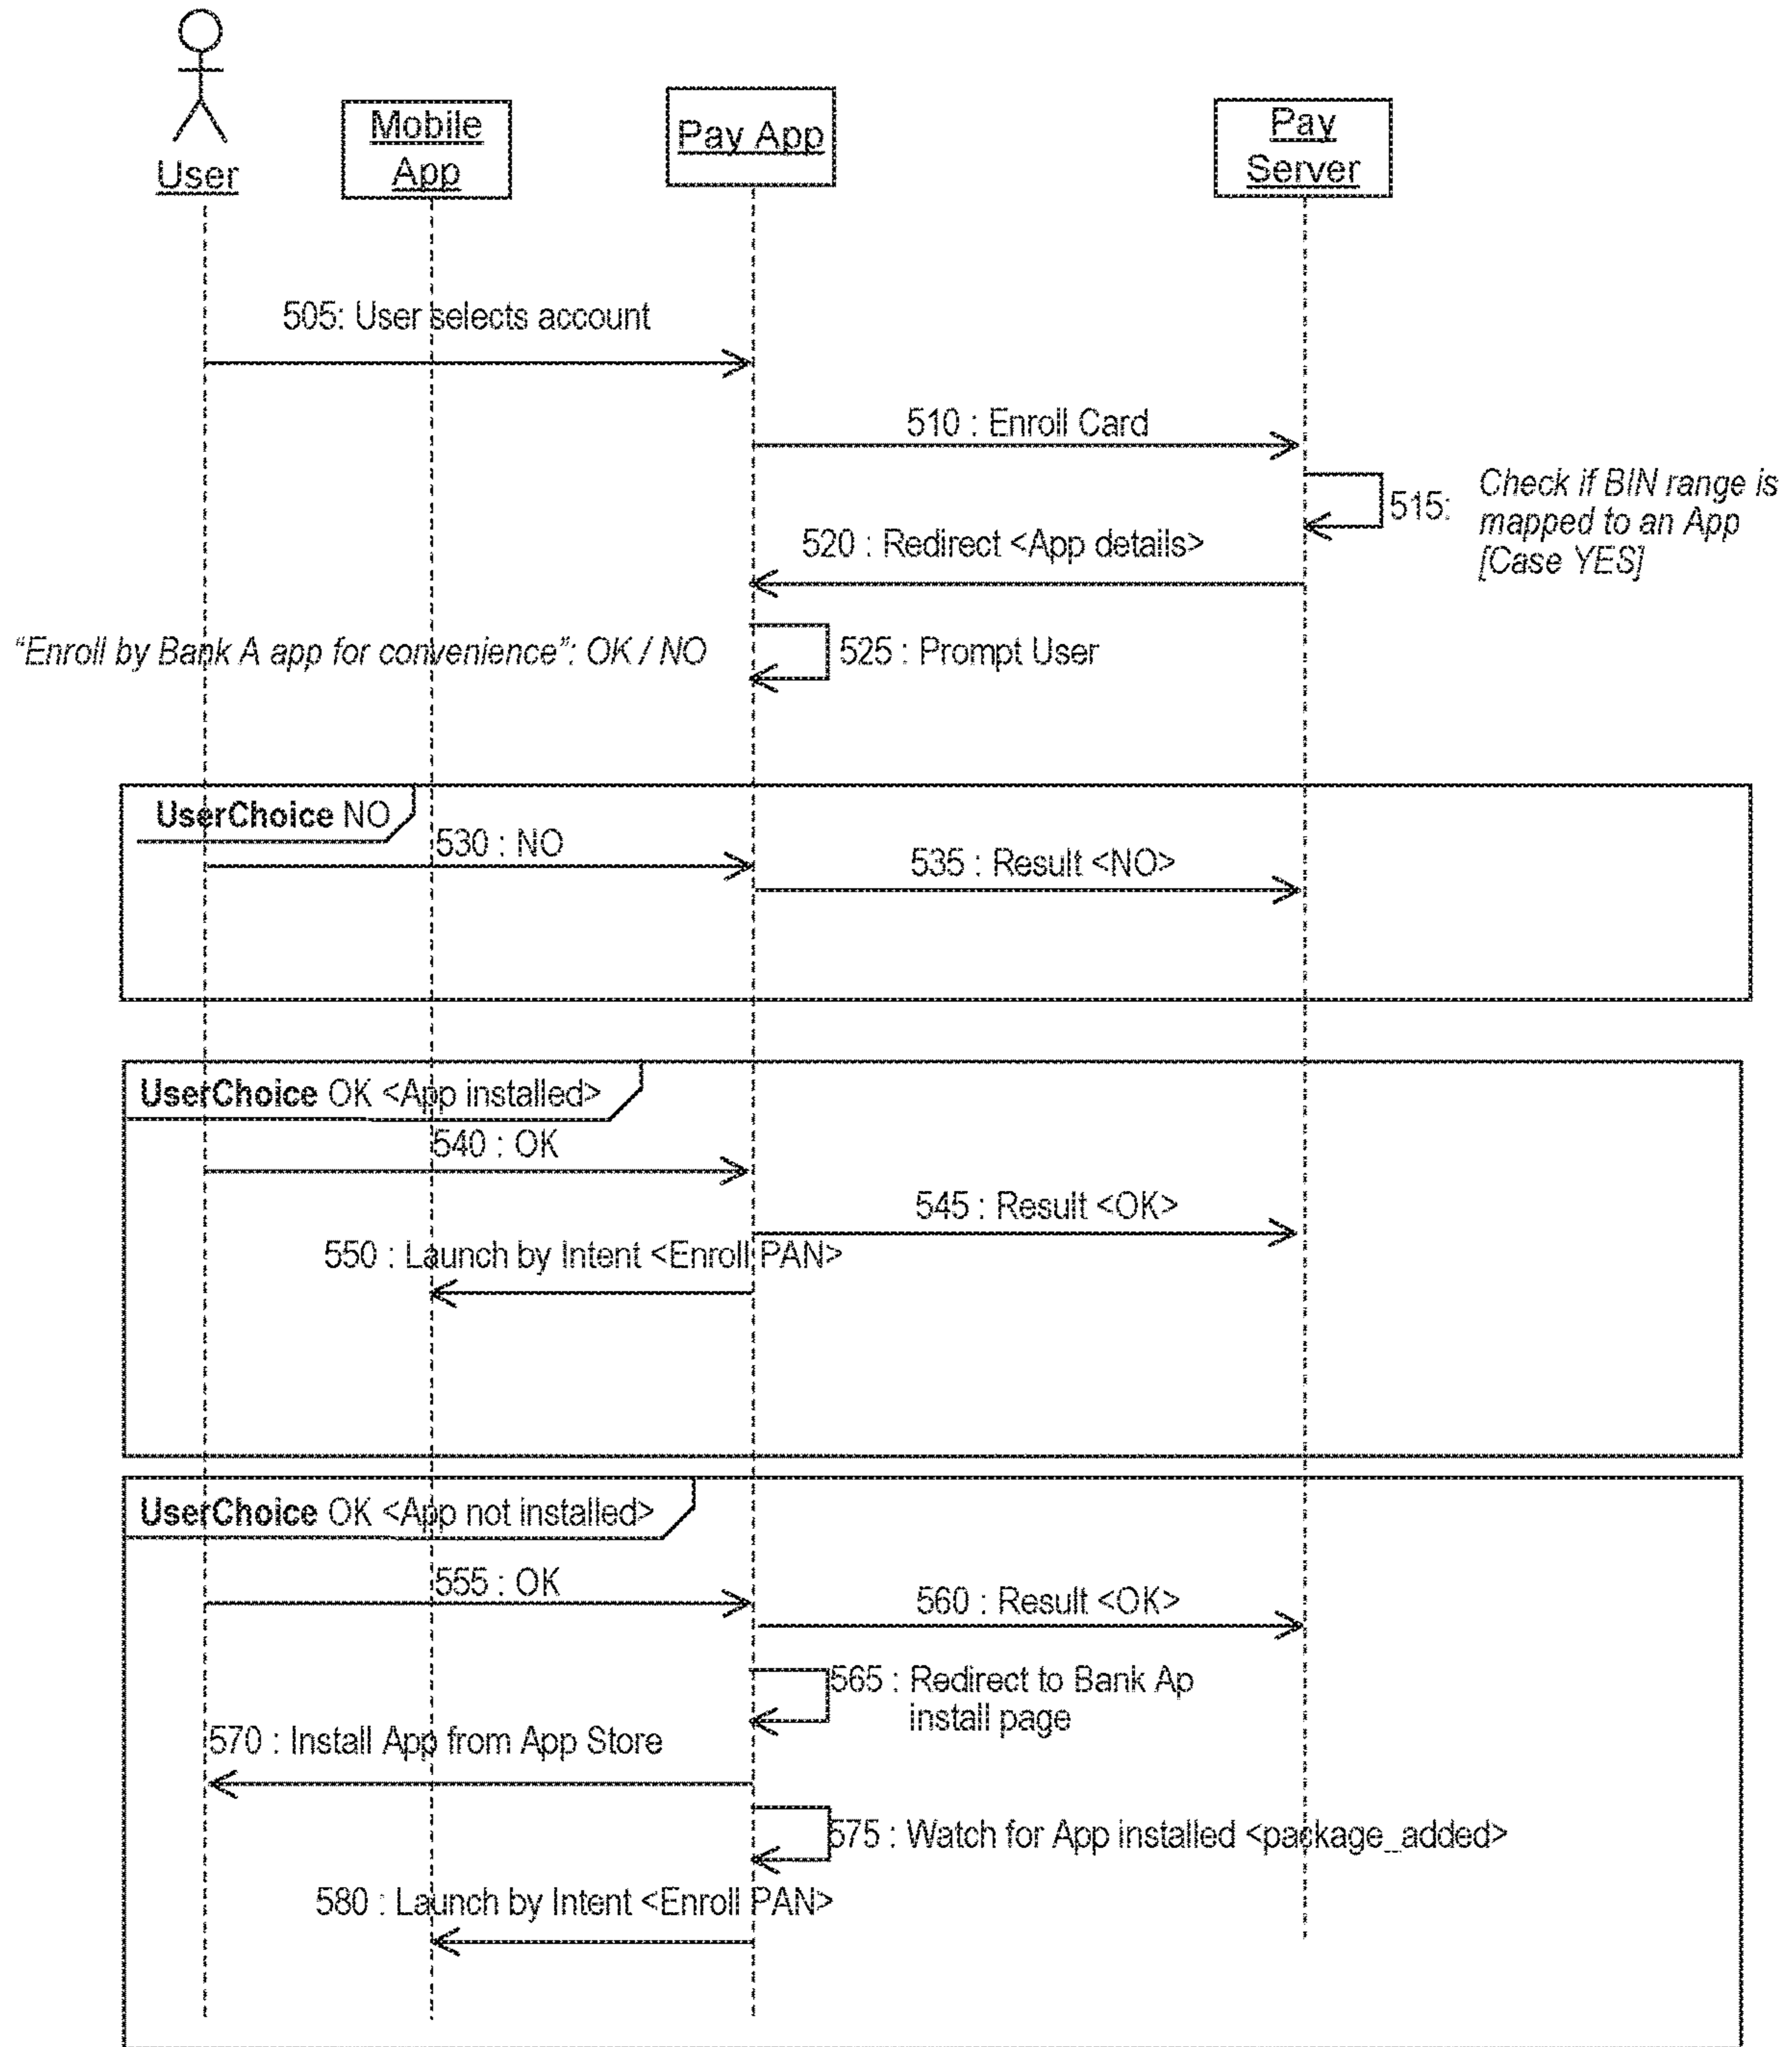 User
Mobile
App
Pay App
Pay
Server
505: User selects account
510 : Enroll Card
515:
Check if BIN range is
mapped to an App
[Case YES]
520 : Redirect <App details>
"Enroll by Bank A app for convenience": OK / NO
525 : Prompt User
UserChoice NO
530 : NO
535 : Result <NO>
UserChoice OK <App installed>
540 : OK
545 : Result <OK>
550 : Launch by Intent <Enroll PAN>
UserChoice OK <App not installed>
555 : OK
560 : Result <OK>
565 : Redirect to Bank Ap
install page
570 : Install App from App Store
575 : Watch for App installed <package_added>
580 : Launch by Intent <Enroll PAN>